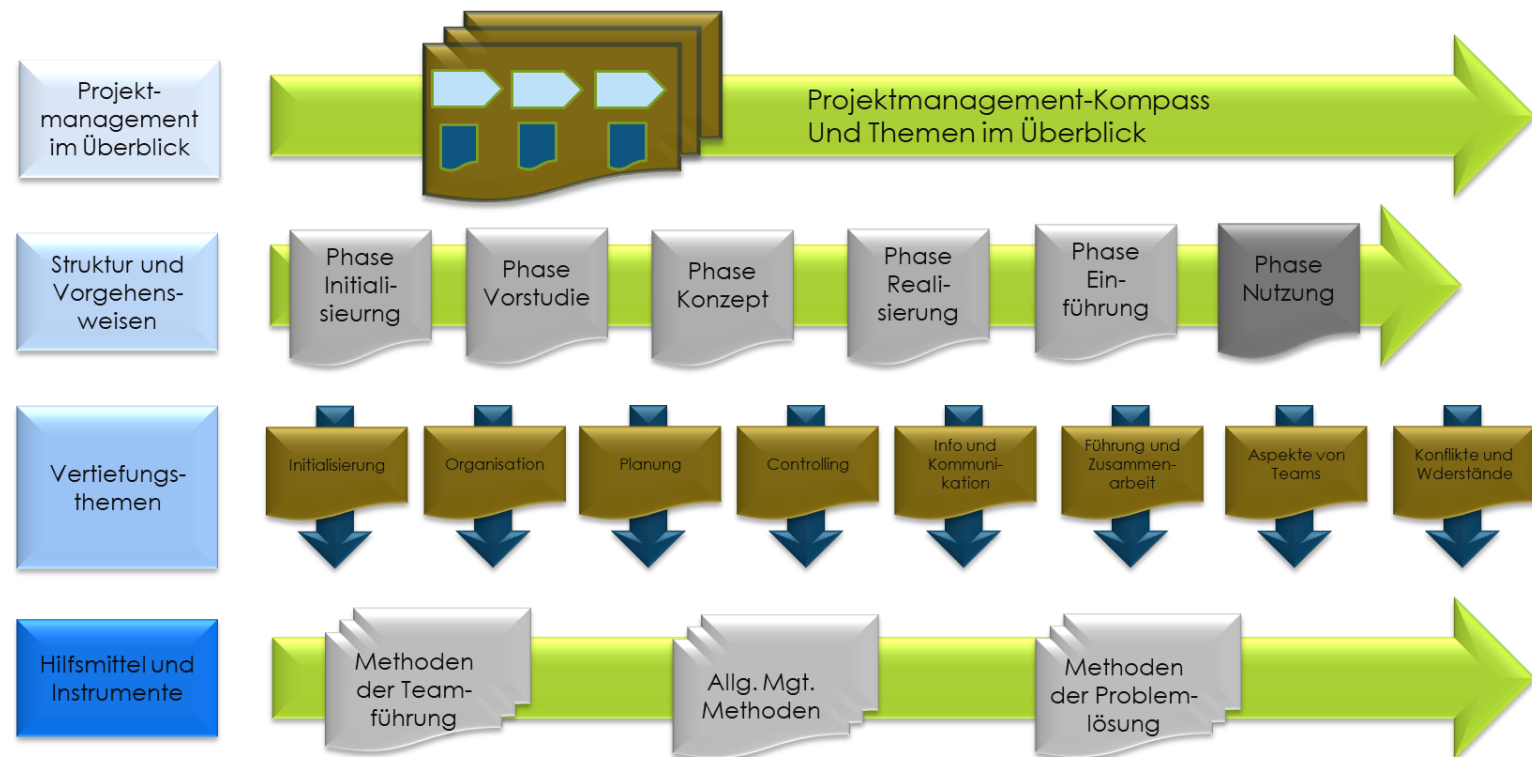 Projekt-
management
im Überblick
Projektmanagement-Kompass
Und Themen im Überblick
Struktur und
Vorgehens-
weisen
Phase
Initiali-
sieurng
Phase
Vorstudie
Phase
Konzept
Phase
Reali-
sierung
Phase
Ein-
führung
Phase
Nutzung
Vertiefungs-
themen
Initialisierung
Organisation
Planung
Controlling
Info und
Kommuni-
kation
Führung und
Zusammen-
arbeit
Aspekte von
Teams
Konflikte und
Wderstände
Hilfsmittel und
Instrumente
Methoden
der Team-
führung
Allg. Mgt.
Methoden
Methoden
der Problem-
lösung